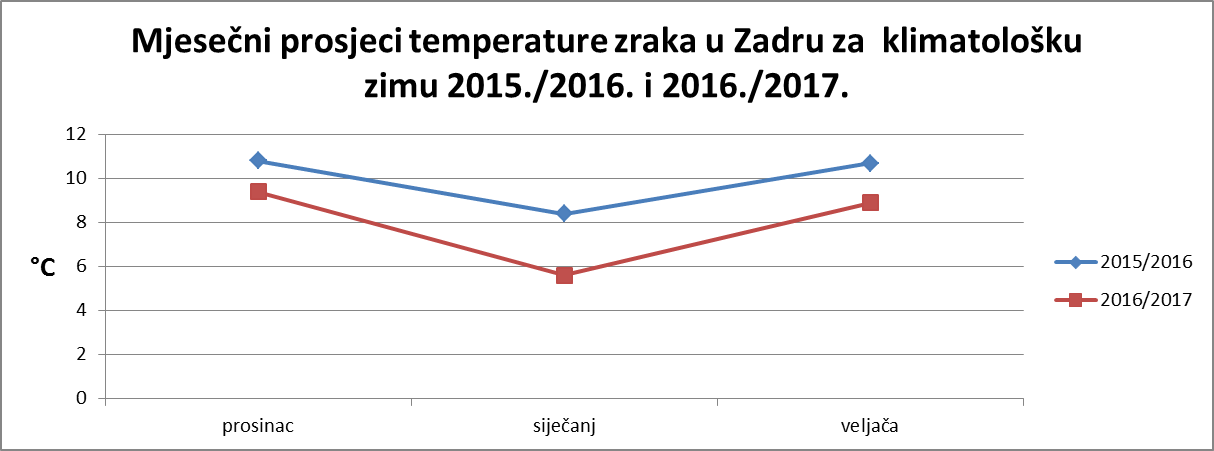 Mjesečni prosjeci temperature zraka u Zadru za  klimatološku
zimu 2015./2016. i 2016./2017.
12
10
8
6
4
2
0
°C
prosinac
siječanj
veljača
2015/2016
2016/2017